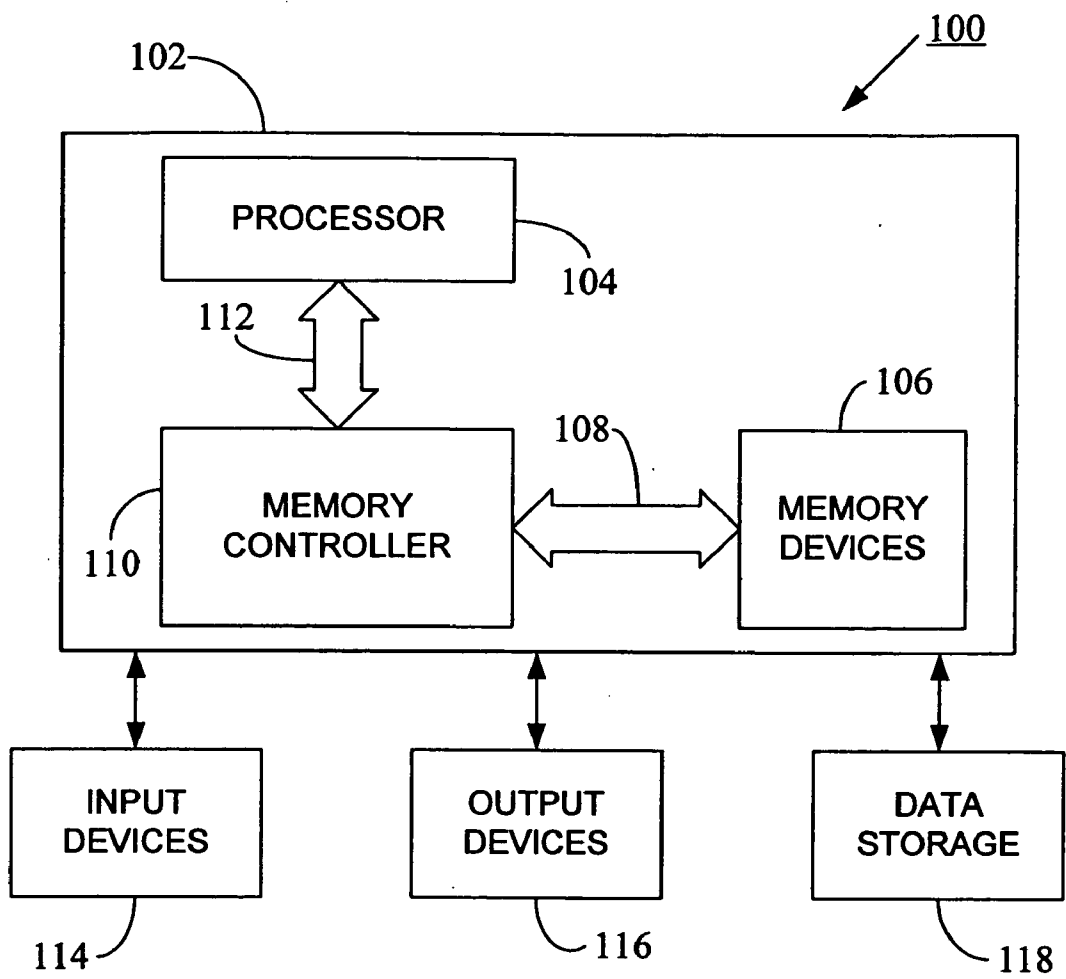 100
102
PROCESSOR
104
112
106
108
MEMORY
CONTROLLER
MEMORY
DEVICES
110
INPUT
DEVICES
OUTPUT
DEVICES
DATA
STORAGE
114
116
118